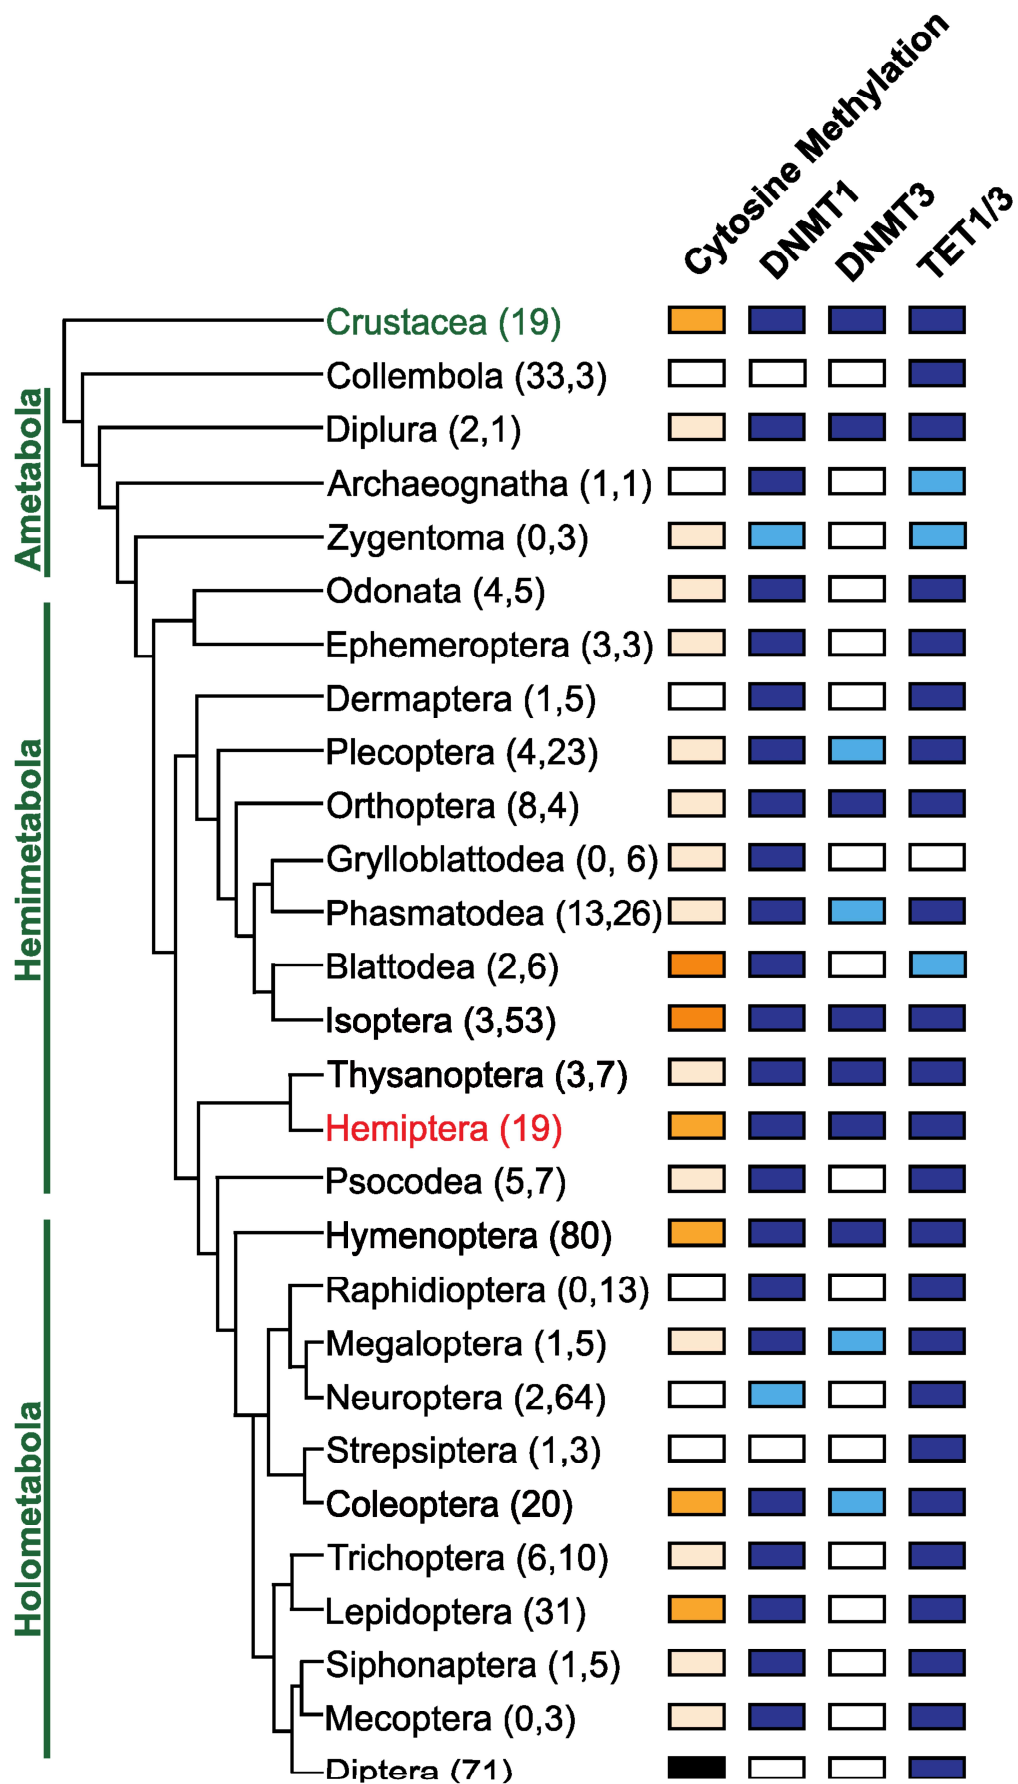 Cytosine Methylation
DNMT1
DNMT3
TET1/3
Ametabola
Hemimetabola
Holometabola
Crustacea (19)
Collembola (33,3)
Diplura (2,1)
Archaeognatha (1,1)
Zygentoma (0,3)
Odonata (4,5)
Ephemeroptera (3,3)
Dermaptera (1,5)
Plecoptera (4,23)
Orthoptera (8,4)
Grylloblattodea (0, 6)
Phasmatodea (13,26)
Blattodea (2,6)
Isoptera (3,53)
Thysanoptera (3,7)
Hemiptera (19)
Psocodea (5,7)
Hymenoptera (80)
Raphidioptera (0,13)
Megaloptera (1,5)
Neuroptera (2,64)
Strepsiptera (1,3)
Coleoptera (20)
Trichoptera (6,10)
Lepidoptera (31)
Siphonaptera (1,5)
Mecoptera (0,3)
Diptera (71)